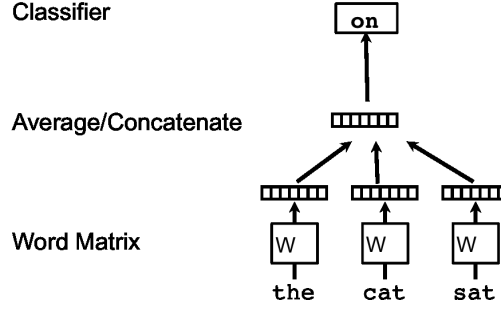 Classifier
on
Average/Concatenate
Word Matrix
W W W
the cat sat